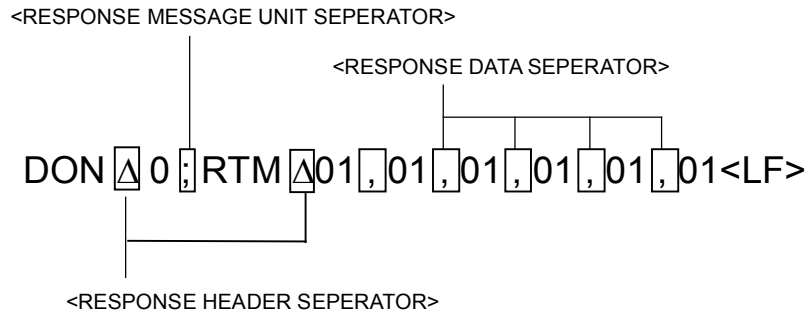 <RESPONSE MESSAGE UNIT SEPERATOR>
<RESPONSE DATA SEPERATOR>
DON Δ 0 ; RTM Δ01 , 01 , 01 , 01 , 01 , 01<LF>
<RESPONSE HEADER SEPERATOR>